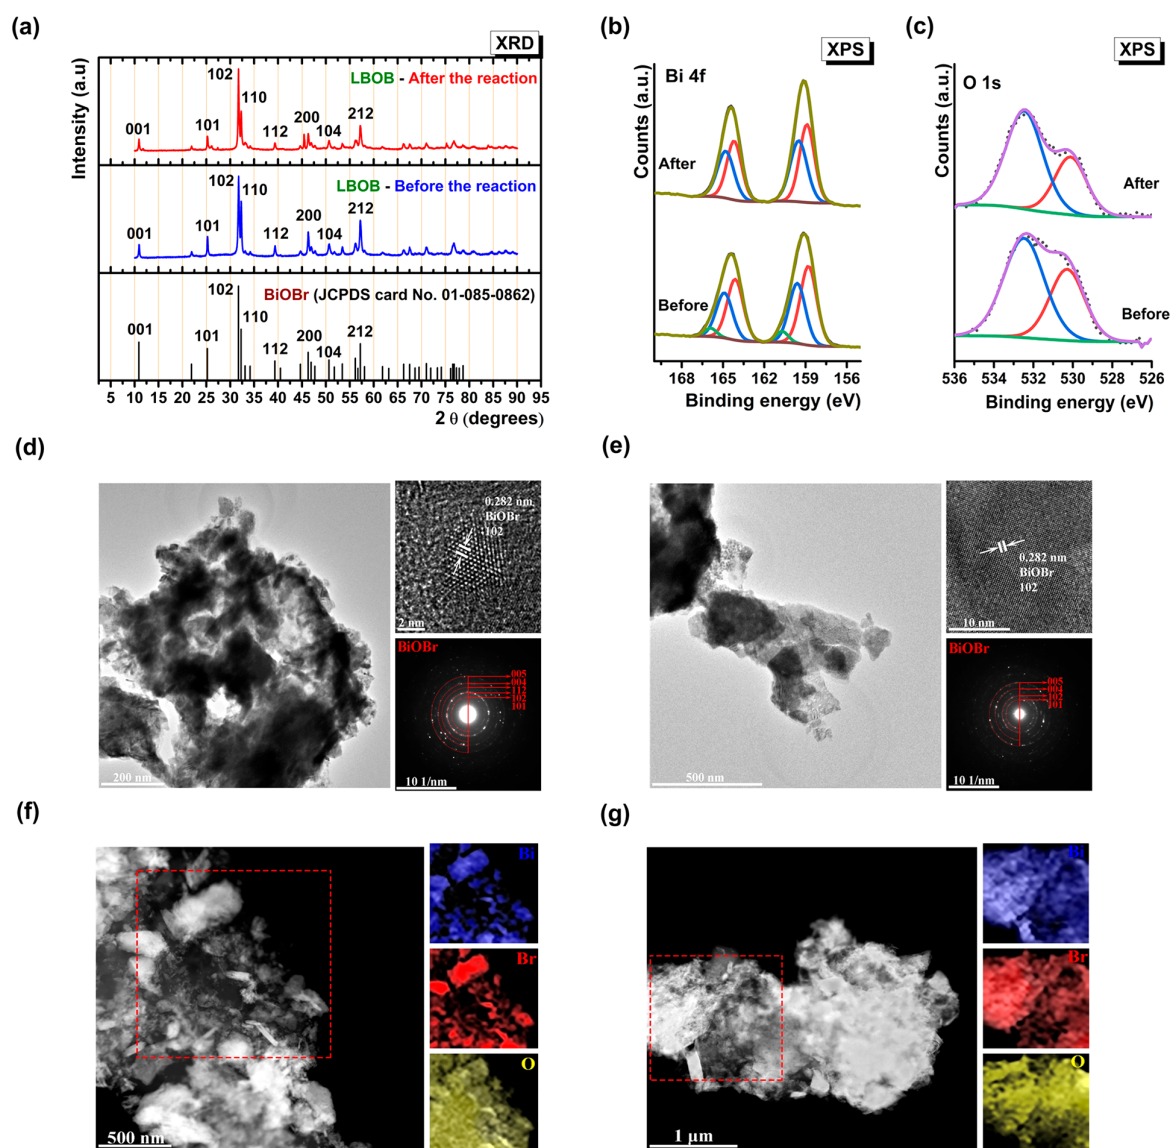 (a)
XRD
Intensity (a.u)
LBOB - After the reaction
001
101
102
110
112
200
104
212
LBOB - Before the reaction
001
101
102
110
112
200
104
212
BiOBr (JCPDS card No. 01-085-0862)
001
101
102
110
112
200
104
212
5 10 15 20 25 30 35 40 45 50 55 60 65 70 75 80 85 90 95
2 θ (degrees)
(b)
XPS
Bi 4f
Counts (a.u.)
After
Before
168 165 162 159 156
Binding energy (eV)
(c)
XPS
O 1s
Counts (a.u.)
After
Before
536 534 532 530 528 526
Binding energy (eV)
(d)
200 nm
0.282 nm
BiOBr
102
2 nm
BiOBr
005
004
112
102
101
10 1/nm
(e)
500 nm
0.282 nm
BiOBr
102
10 nm
BiOBr
005
004
102
101
10 1/nm
(f)
500 nm
Bi
Br
O
(g)
1 µm
Bi
Br
O